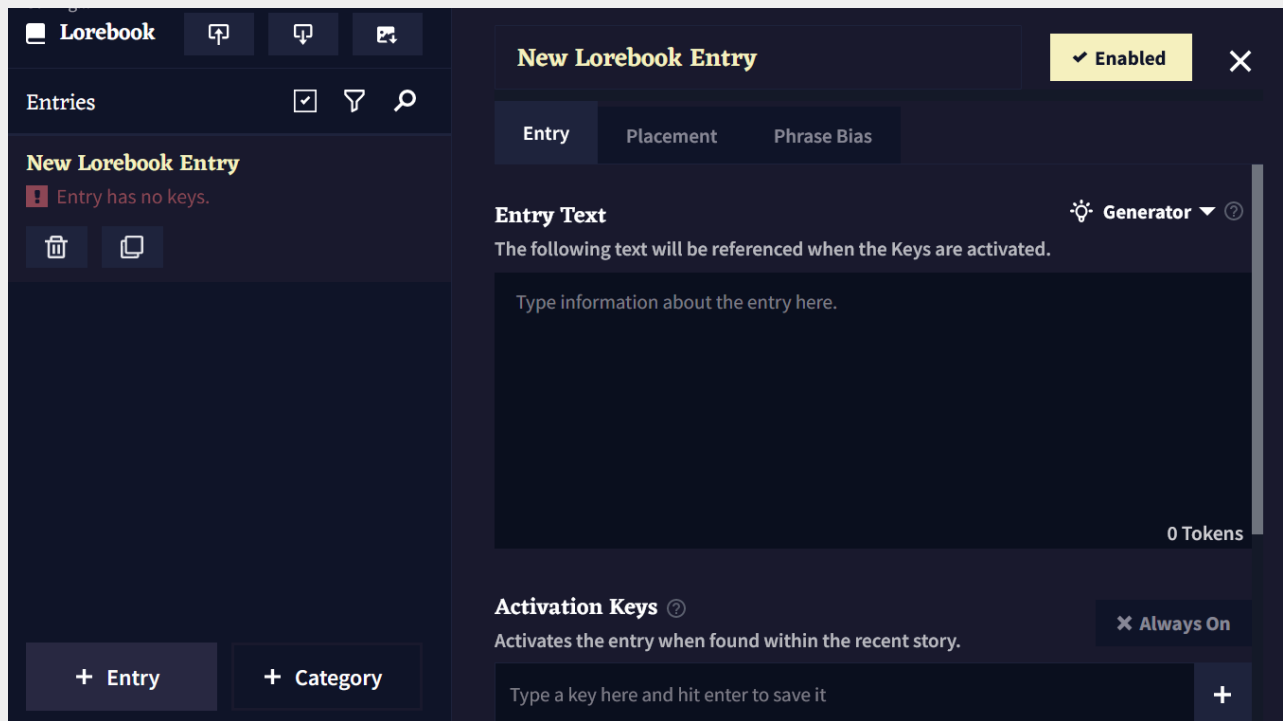 Lorebook
Entries
New Lorebook Entry
Entry has no keys.
+ Entry
+ Category
New Lorebook Entry
Enabled
Entry
Placement
Phrase Bias
Entry Text
Generator
The following text will be referenced when the Keys are activated.
Type information about the entry here.
0 Tokens
Activation Keys
Always On
Activates the entry when found within the recent story.
Type a key here and hit enter to save it